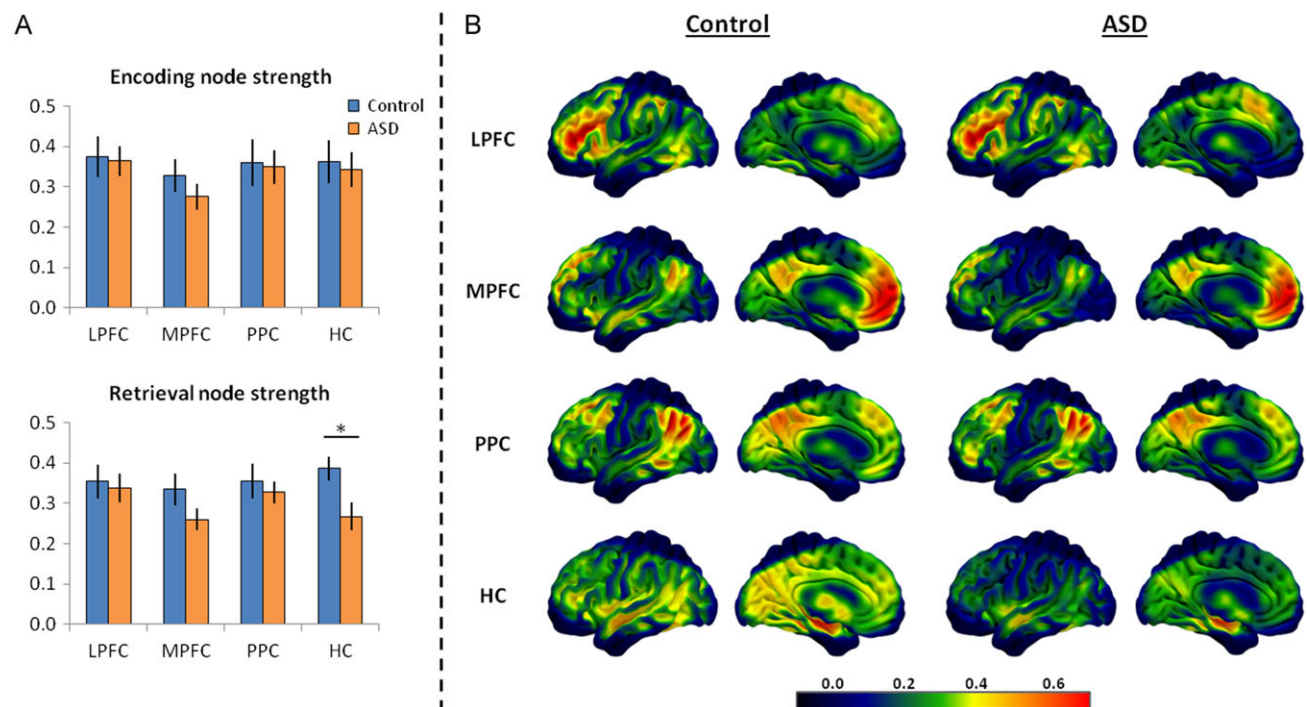 A
Encoding node strength
0.5
0.4
0.3
0.2
0.1
0.0
Control
ASD
LPFC MPFC PPC HC
Retrieval node strength
0.5
0.4
0.3
0.2
0.1
0.0
*
LPFC MPFC PPC HC
B
Control ASD
LPFC
MPFC
PPC
HC
0.0 0.2 0.4 0.6